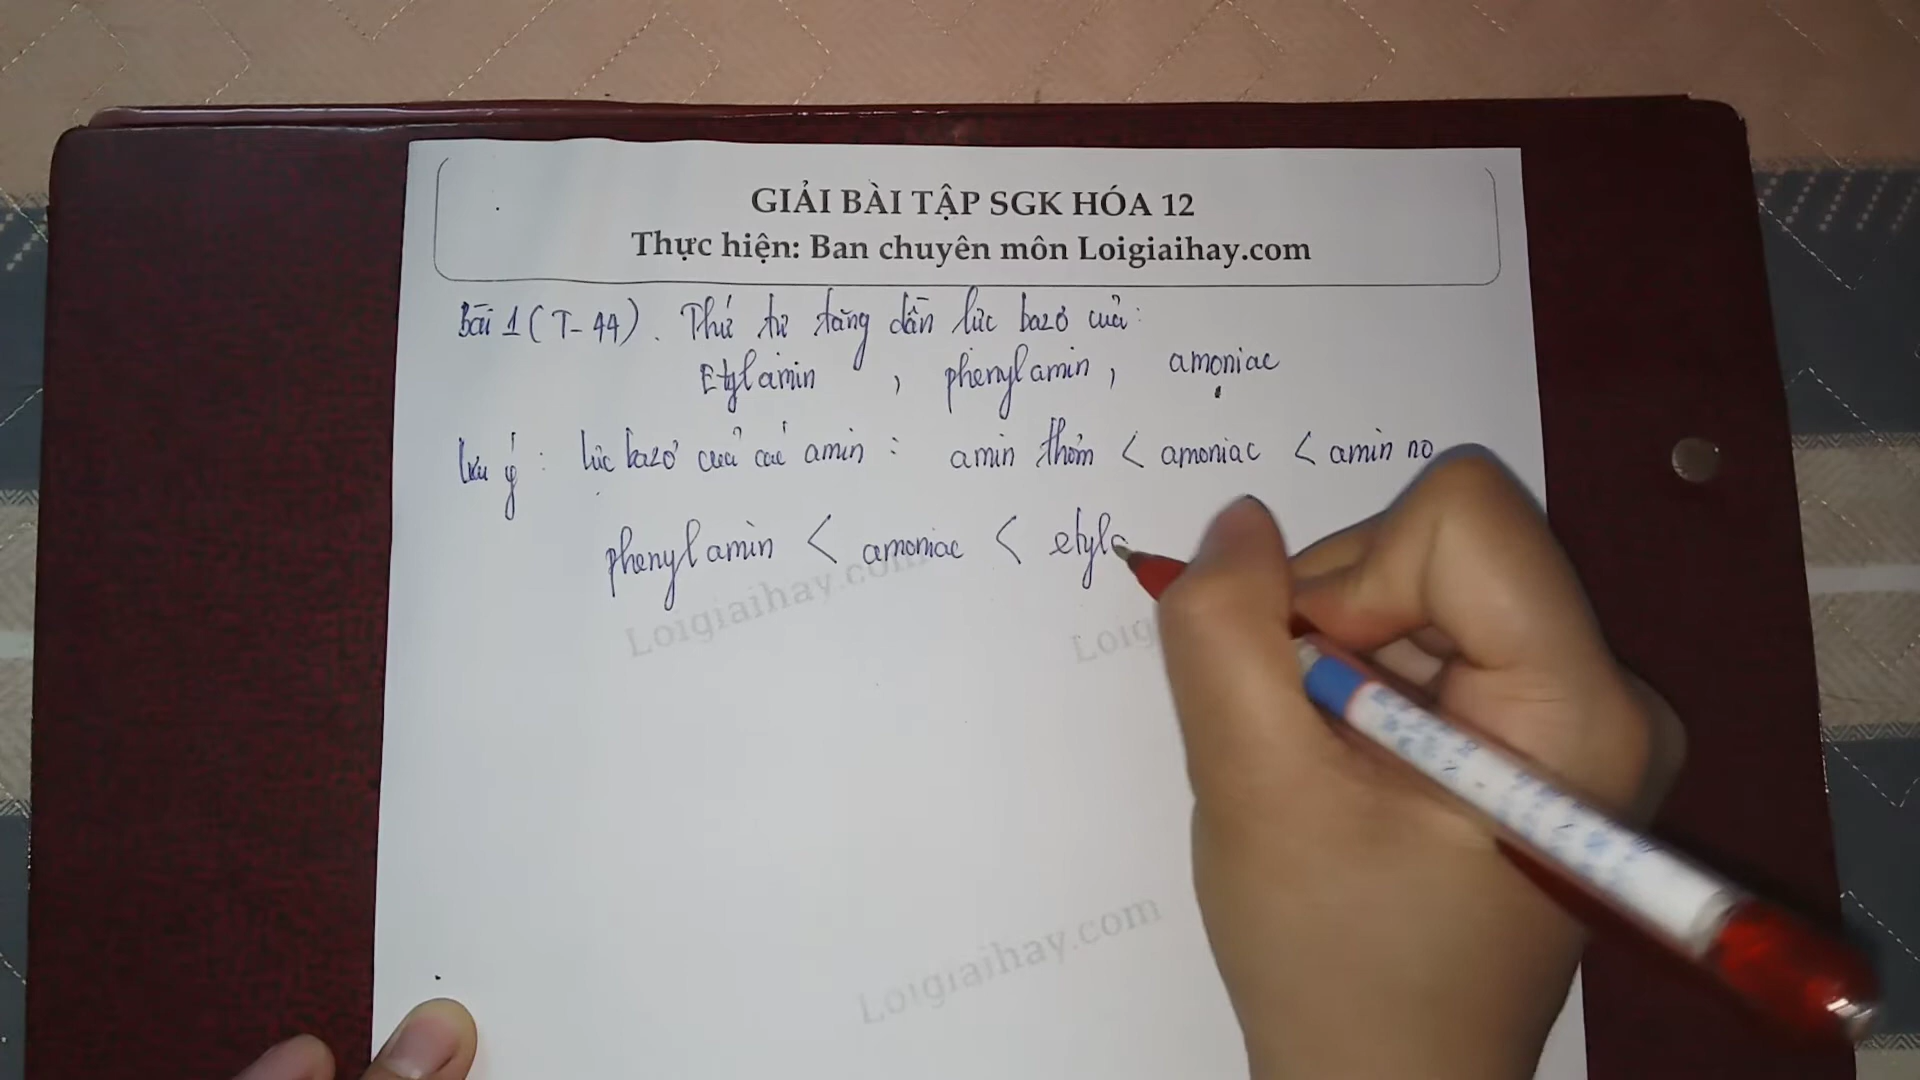 GIẢI BÀI TẬP SGK HÓA 12
Thực hiện: Ban chuyên môn Loigiaihay.com
Bài 1 (T-44). Thứ tự tăng dần lực bazơ của:
Etylamin , phenylamin , amoniac
Lưu ý : lực bazơ của các amin : amin thơm < amoniac < amin no
phenylamin < amoniac < etyla
Loigiaihay.com
Loig
Loigiaihay.com